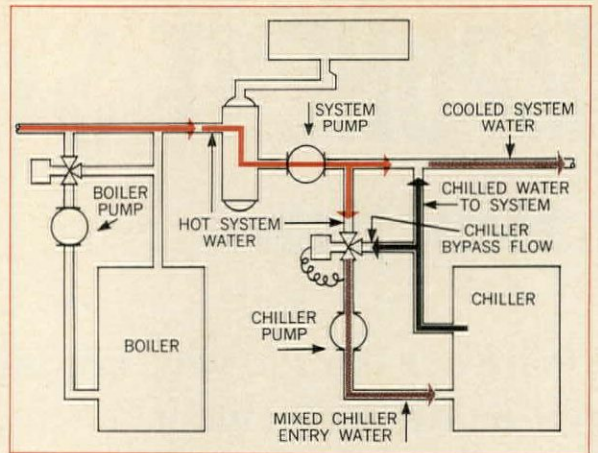 SYSTEM
PUMP
COOLED SYSTEM
WATER
BOILER
PUMP
HOT SYSTEM
WATER
CHILLED WATER
TO SYSTEM
CHILLER
BYPASS FLOW
CHILLER
PUMP
BOILER
CHILLER
MIXED CHILLER
ENTRY WATER